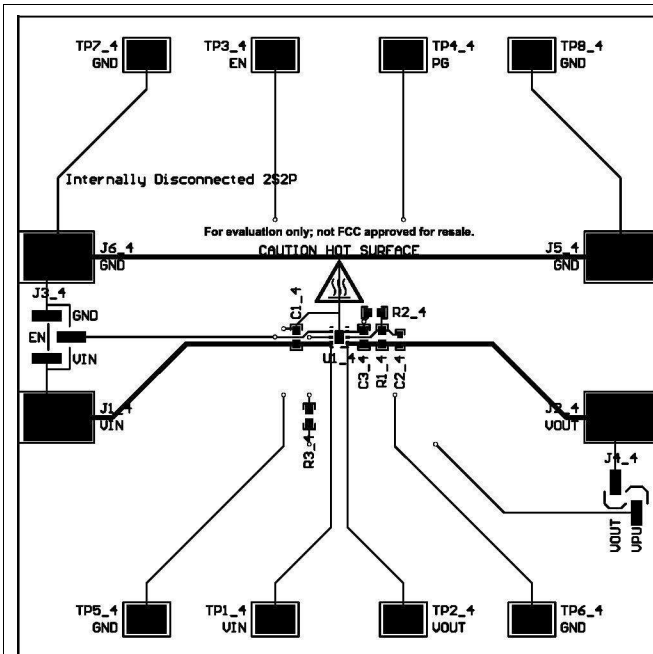 TP7_4
GND
TP3_4
EN
TP4_4
PG
TP8_4
GND
Internally Disconnected 2S2P
For evaluation only; not FCC approved for resale.
CAUTION HOT SURFACE
J6_4
GND
J5_4
GND
J3_4
GND
EN
VIN
C1_4
R2_4
U1_4
C3_4
R1_4
C2_4
J1_4
VIN
J2_4
VOUT
R3_4
J4_4
VOUT
VPU
TP5_4
GND
TP1_4
VIN
TP2_4
VOUT
TP6_4
GND